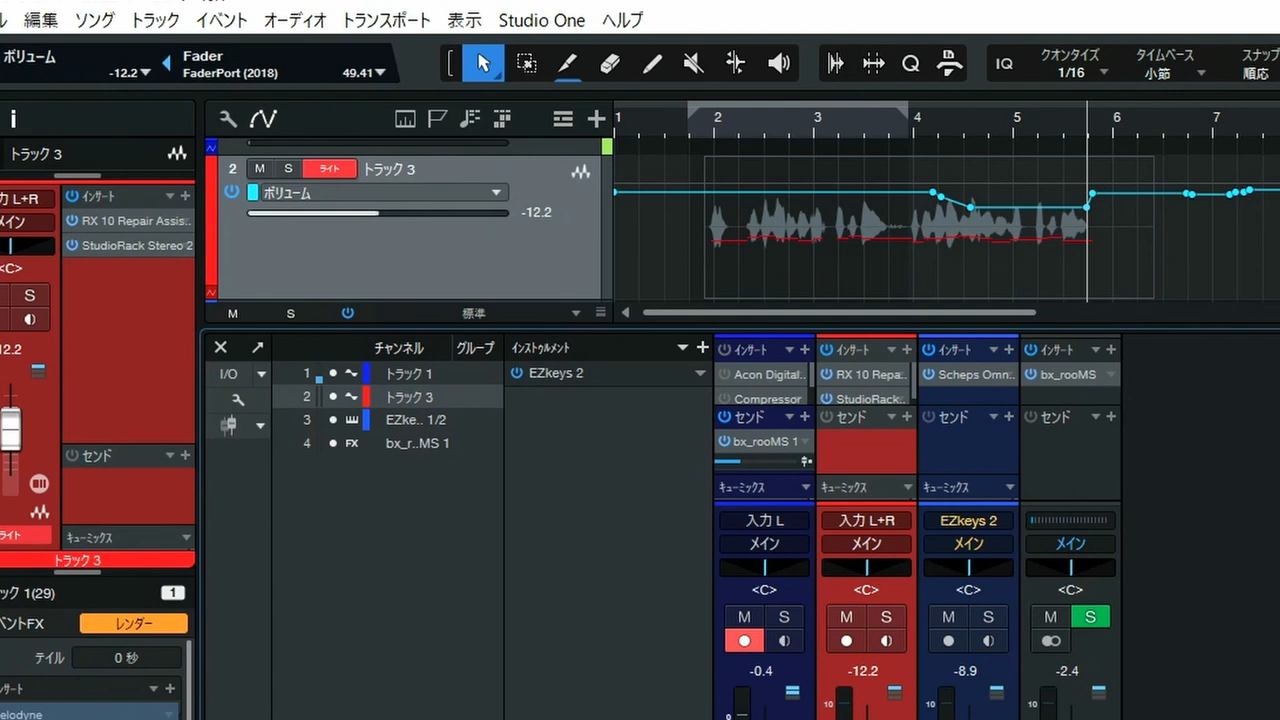 編集 ソング トラック イベント オーディオ トランスポート 表示 Studio One ヘルプ
ボリューム
-12.2
Fader
FaderPort (2018)
49.41
IQ
クオンタイズ
1/16
タイムベース
小節
スナップ
順応
i
トラック 3
力 L+R
メイン
<C>
S
インサート
RX 10 Repair Assis..
StudioRack Stereo 2
センド
キューミックス
ライト
トラック 3
2 M S ライト トラック 3
ボリューム
-12.2
M S 標準
1 2 3 4 5 6 7
チャンネル グループ
I/O
1 トラック 1
2 トラック 3
3 EZke.. 1/2
4 FX bx_r..MS 1
インストゥルメント
EZkeys 2
インサート インサート インサート インサート
Acon Digital.. RX 10 Repa.. Scheps Omn.. bx_rooMS
Compressor StudioRack..
センド センド センド センド
bx_rooMS 1
キューミックス キューミックス キューミックス
入力 L 入力 L+R EZkeys 2
メイン メイン メイン メイン
<C> <C> <C> <C>
M S M S M S M S
-0.4 -12.2 -8.9 -2.4
10 10 10
ック 1(29) 1
ベントFX レンダー
テイル 0 秒
サート
elodyne